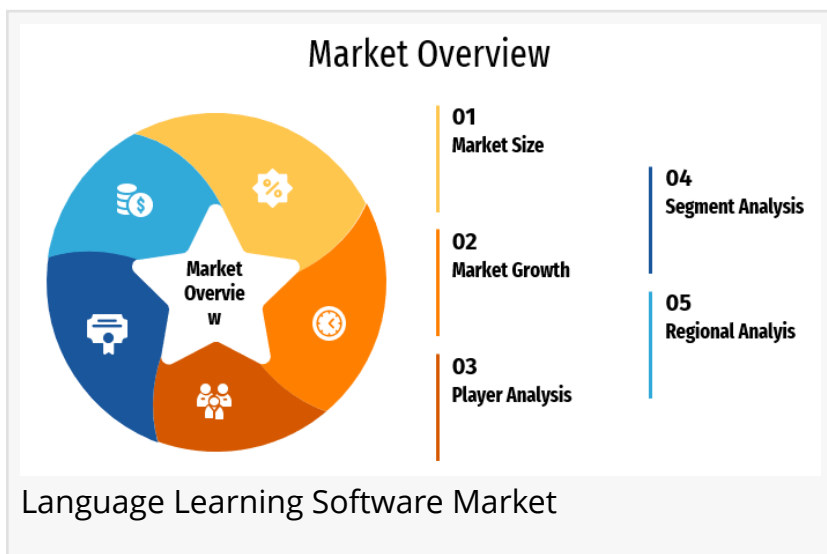 Market Overview
Market
Overvie
w
01
Market Size
02
Market Growth
03
Player Analysis
04
Segment Analysis
05
Regional Analyis
Language Learning Software Market